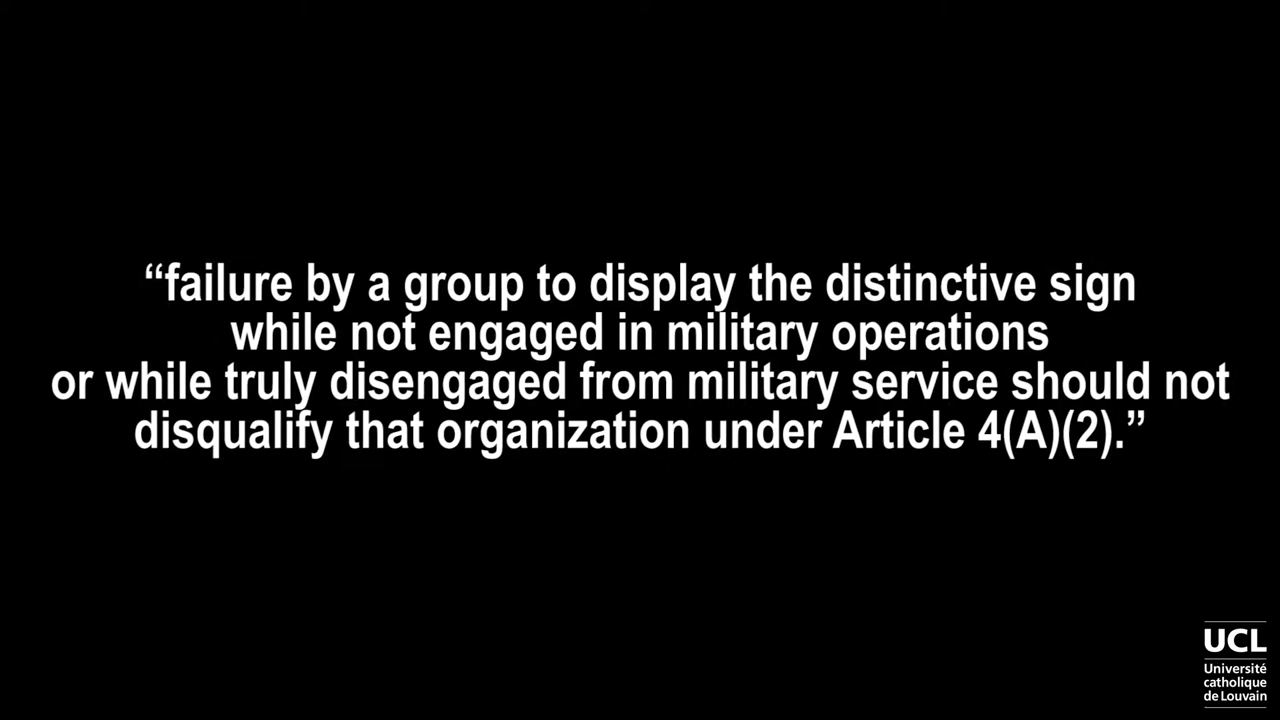 “failure by a group to display the distinctive sign
while not engaged in military operations
or while truly disengaged from military service should not
disqualify that organization under Article 4(A)(2).”
UCL
Université
catholique
de Louvain